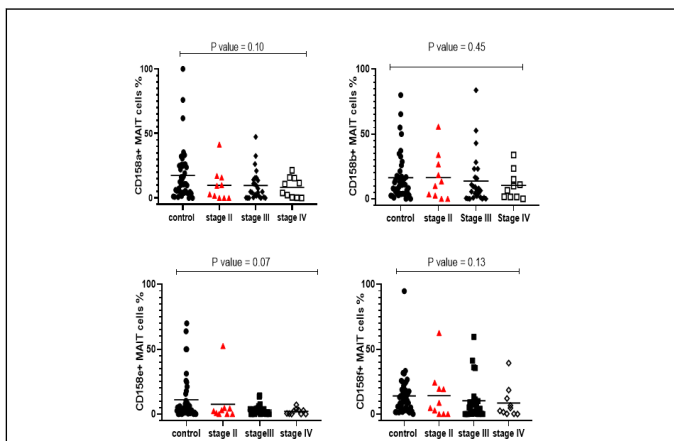 P value = 0.10
CD158a+ MAIT cells %
100
50
0
control stage II stage III stage IV
P value = 0.45
CD158b+ MAIT cells %
100
50
0
control stage II Stage III Stage IV
P value = 0.07
CD158e+ MAIT cells %
100
50
0
control stage II stageIII stage IV
P value = 0.13
CD158f+ MAIT cells %
100
50
0
control stage II stage III stage IV